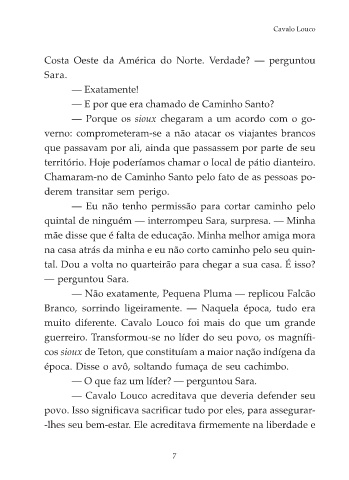 Cavalo Louco
Costa Oeste da América do Norte. Verdade? — perguntou
Sara.
— Exatamente!
— E por que era chamado de Caminho Santo?
— Porque os sioux chegaram a um acordo com o go-
verno: comprometeram-se a não atacar os viajantes brancos
que passavam por ali, ainda que passassem por parte de seu
território. Hoje poderíamos chamar o local de pátio dianteiro.
Chamaram-no de Caminho Santo pelo fato de as pessoas po-
derem transitar sem perigo.
— Eu não tenho permissão para cortar caminho pelo
quintal de ninguém — interrompeu Sara, surpresa. — Minha
mãe disse que é falta de educação. Minha melhor amiga mora
na casa atrás da minha e eu não corto caminho pelo seu quin-
tal. Dou a volta no quarteirão para chegar a sua casa. É isso?
— perguntou Sara.
— Não exatamente, Pequena Pluma — replicou Falcão
Branco, sorrindo ligeiramente. — Naquela época, tudo era
muito diferente. Cavalo Louco foi mais do que um grande
guerreiro. Transformou-se no líder do seu povo, os magnífi-
cos sioux de Teton, que constituíam a maior nação indígena da
época. Disse o avô, soltando fumaça de seu cachimbo.
— O que faz um líder? — perguntou Sara.
— Cavalo Louco acreditava que deveria defender seu
povo. Isso significava sacrificar tudo por eles, para assegurar-
-lhes seu bem-estar. Ele acreditava firmemente na liberdade e
7